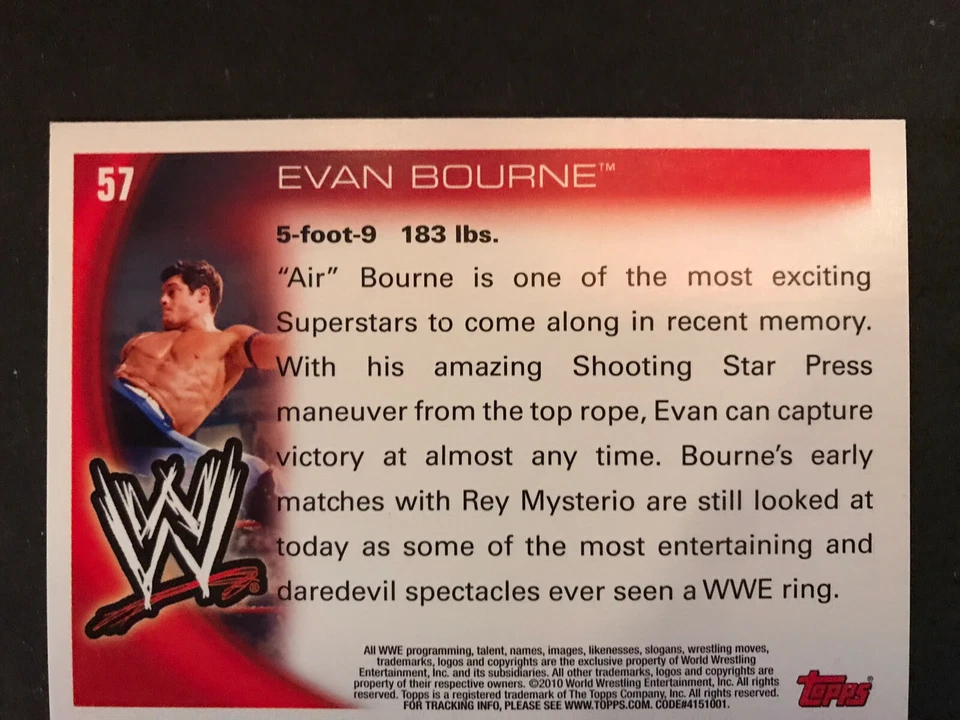 57
EVAN BOURNE™
5-foot-9 183 lbs.
“Air” Bourne is one of the most exciting
Superstars to come along in recent memory.
With his amazing Shooting Star Press
maneuver from the top rope, Evan can capture
victory at almost any time. Bourne’s early
matches with Rey Mysterio are still looked at
today as some of the most entertaining and
daredevil spectacles ever seen a WWE ring.
W
All WWE programming, talent, names, images, likenesses, slogans, wrestling moves,
trademarks, logos and copyrights are the exclusive property of World Wrestling
Entertainment, Inc. and its subsidiaries. All other trademarks, logos and copyrights are
property of their respective owners. ©2010 World Wrestling Entertainment, Inc. All rights
reserved. Topps is a registered trademark of The Topps Company, Inc. All rights reserved.
FOR TRACKING INFO, PLEASE SEE WWW.TOPPS.COM. CODE#4151001.
topps®